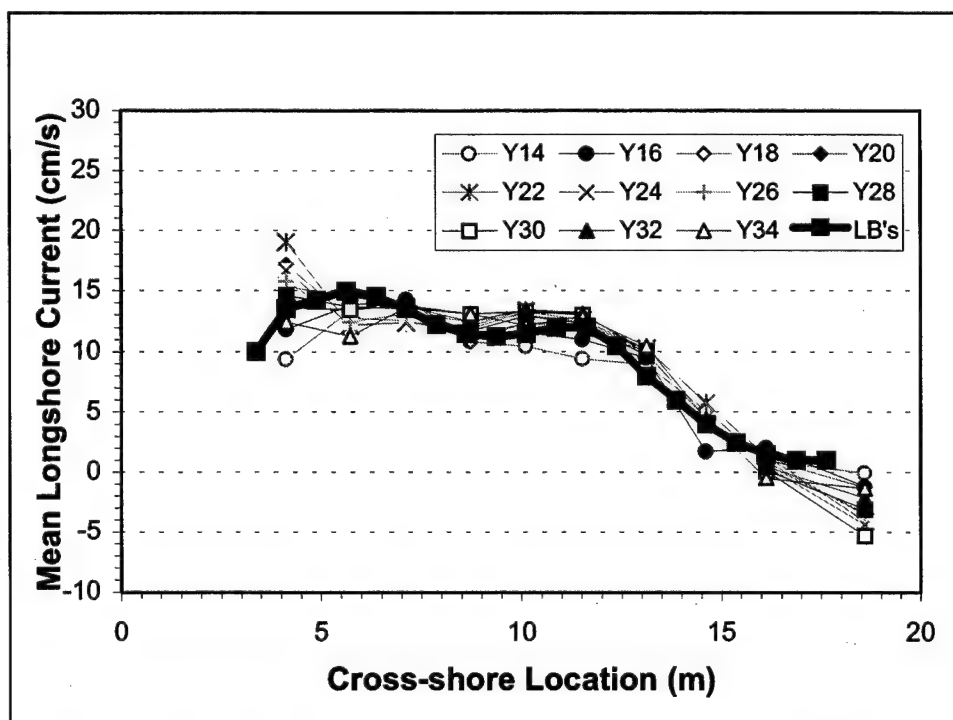 30
25
20
15
10
5
0
-5
-10
Mean Longshore Current (cm/s)
Y14 Y16 Y18 Y20
Y22 Y24 Y26 Y28
Y30 Y32 Y34 LB's
0 5 10 15 20
Cross-shore Location (m)